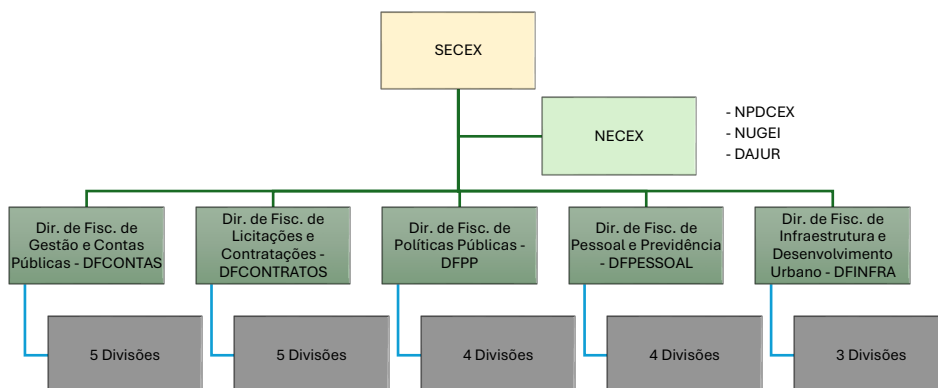 SECEX
NECEX
- NPDCEX
- NUGEI
- DAJUR
Dir. de Fisc. de
Gestão e Contas
Públicas - DFCONTAS
Dir. de Fisc. de
Licitações e
Contratações -
DFCONTRATOS
Dir. de Fisc. de
Políticas Públicas -
DFPP
Dir. de Fisc. de
Pessoal e Previdência
- DFPESSOAL
Dir. de Fisc. de
Infraestrutura e
Desenvolvimento
Urbano - DFINFRA
5 Divisões
5 Divisões
4 Divisões
4 Divisões
3 Divisões